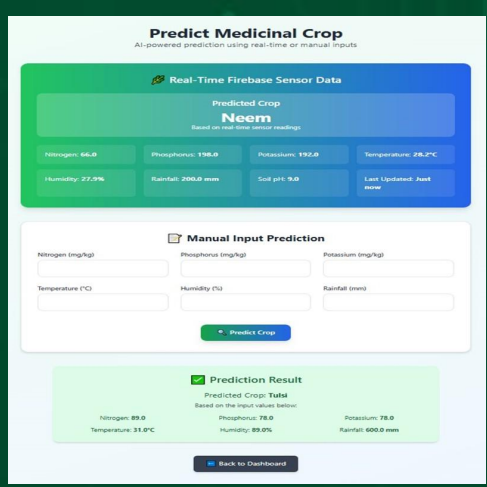 Predict Medicinal Crop
AI-powered prediction using real-time or manual inputs
Real-Time Firebase Sensor Data
Predicted Crop
Neem
Based on real-time sensor readings
Nitrogen: 66.0 Phosphorus: 198.0 Potassium: 192.0 Temperature: 28.2°C
Humidity: 27.9% Rainfall: 200.0 mm Soil pH: 9.0 Last Updated: Just now
Manual Input Prediction
Nitrogen (mg/kg) Phosphorus (mg/kg) Potassium (mg/kg)
Temperature (°C) Humidity (%) Rainfall (mm)
Predict Crop
Prediction Result
Predicted Crop: Tulsi
Based on the input values below:
Nitrogen: 89.0 Phosphorus: 78.0 Potassium: 78.0
Temperature: 31.0°C Humidity: 89.0% Rainfall: 600.0 mm
Back to Dashboard